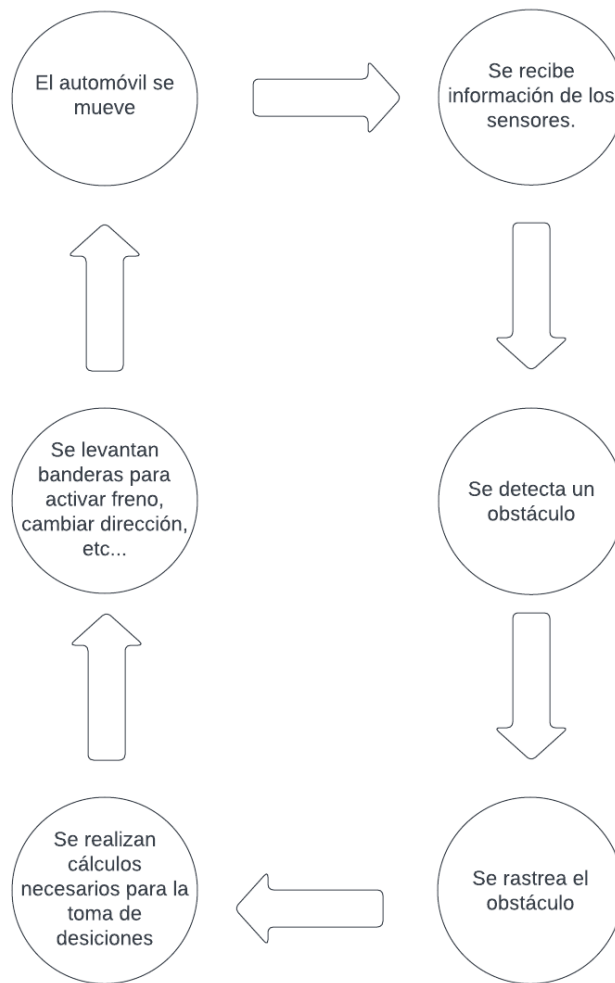 El automóvil se
mueve
Se recibe
información de los
sensores.
Se detecta un
obstáculo
Se rastrea el
obstáculo
Se realizan
cálculos
necesarios para la
toma de
desiciones
Se levantan
banderas para
activar freno,
cambiar dirección,
etc...